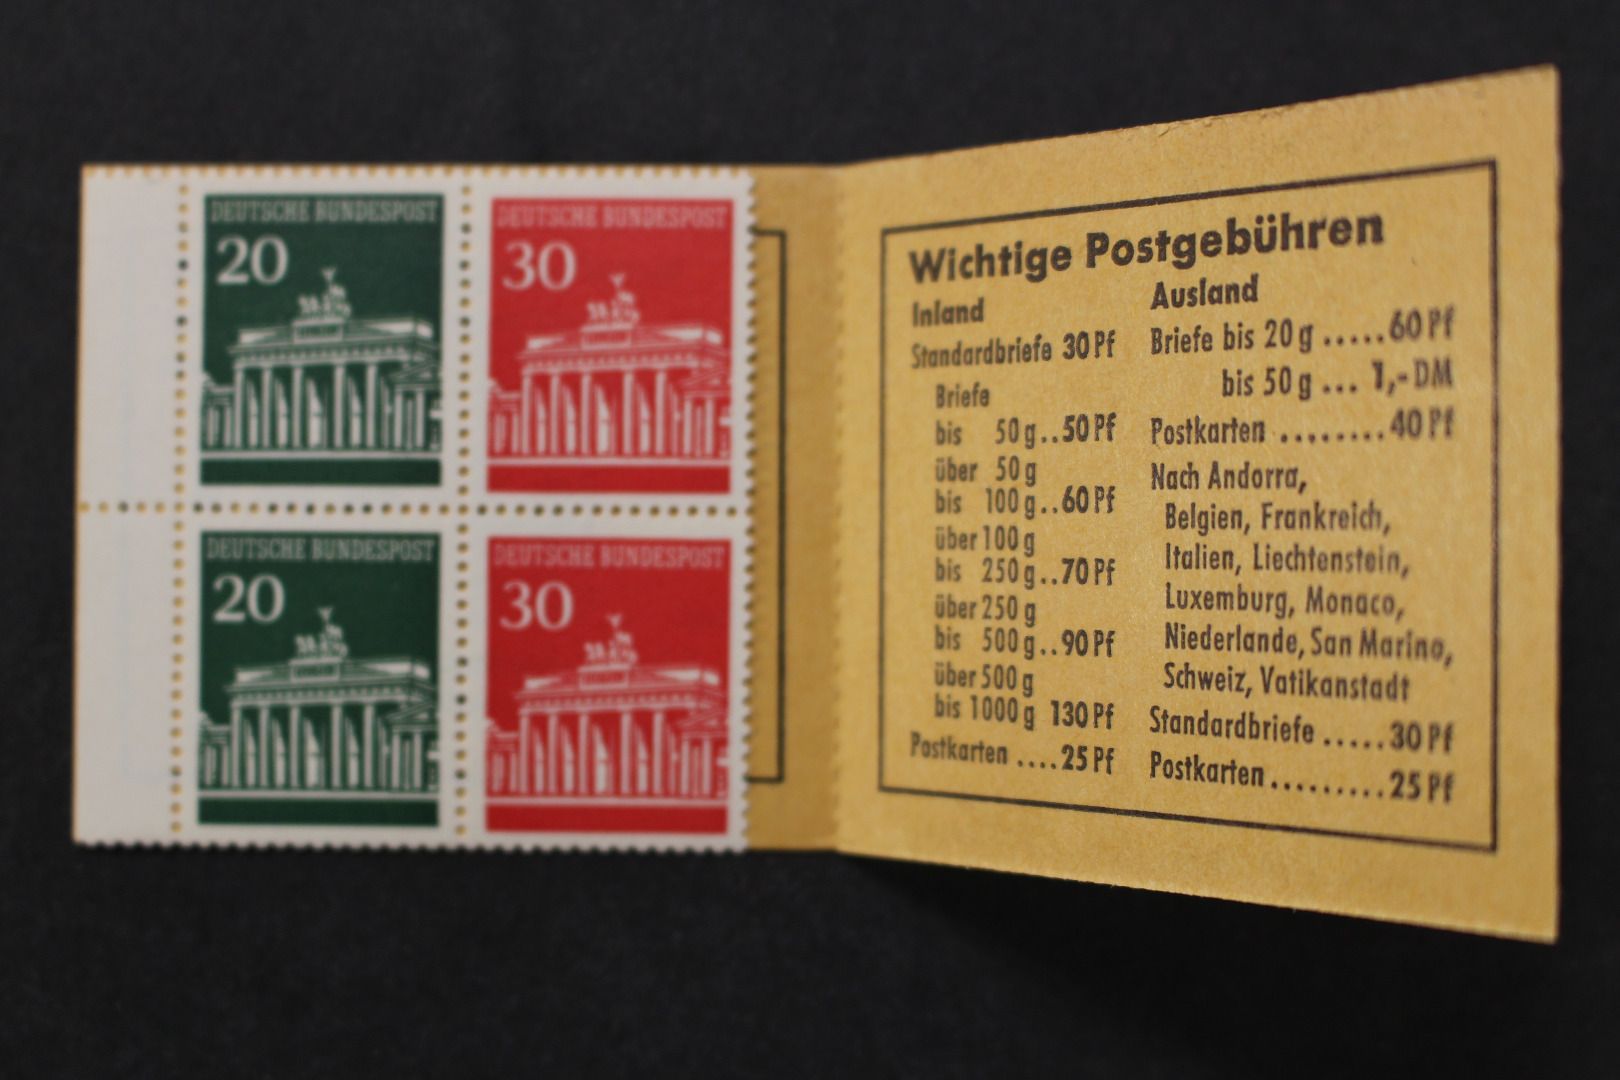 DEUTSCHE BUNDESPOST
20
DEUTSCHE BUNDESPOST
30
DEUTSCHE BUNDESPOST
20
DEUTSCHE BUNDESPOST
30
Wichtige Postgebühren
Inland
Standardbriefe 30 Pf
Briefe
bis 50 g..50 Pf
über 50 g
bis 100 g..60 Pf
über 100 g
bis 250 g..70 Pf
über 250 g
bis 500 g..90 Pf
über 500 g
bis 1000 g 130 Pf
Postkarten ....25 Pf
Ausland
Briefe bis 20 g .....60 Pf
bis 50 g ... 1,- DM
Postkarten ........40 Pf
Nach Andorra,
Belgien, Frankreich,
Italien, Liechtenstein,
Luxemburg, Monaco,
Niederlande, San Marino,
Schweiz, Vatikanstadt
Standardbriefe .....30 Pf
Postkarten.........25 Pf